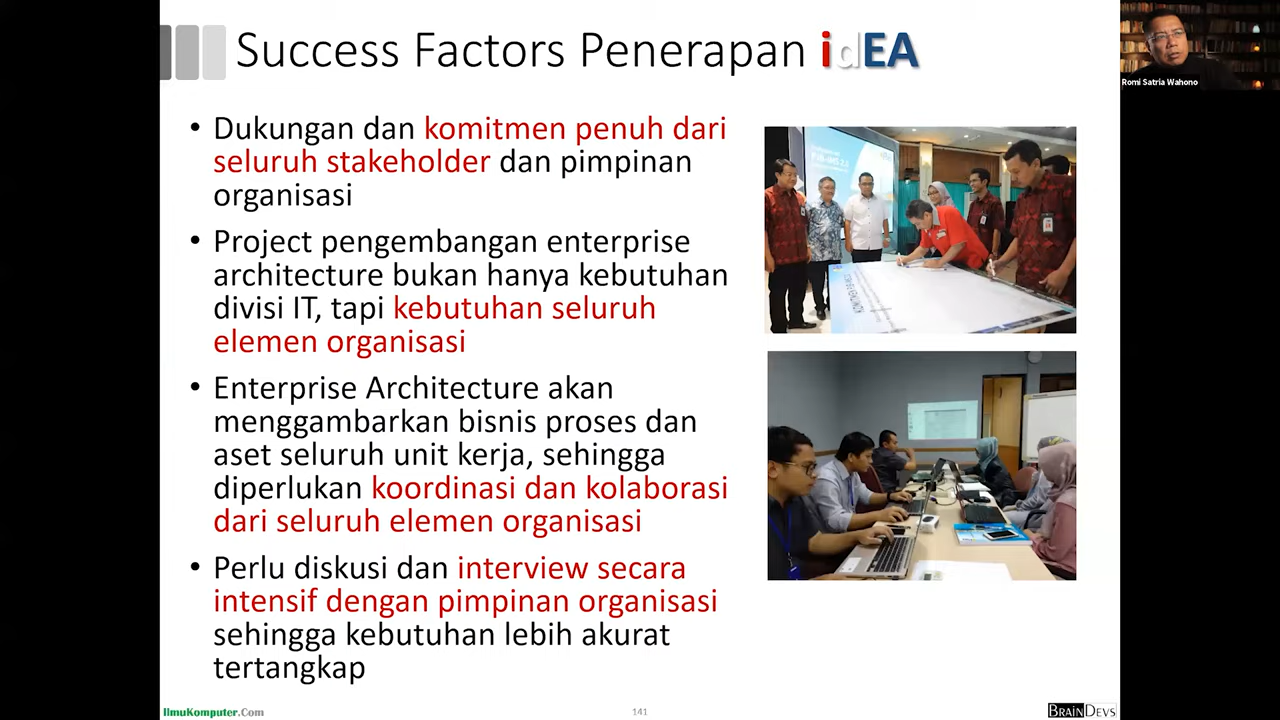 Success Factors Penerapan idEA
Romi Satria Wahono
• Dukungan dan komitmen penuh dari
seluruh stakeholder dan pimpinan
organisasi
• Project pengembangan enterprise
architecture bukan hanya kebutuhan
divisi IT, tapi kebutuhan seluruh
elemen organisasi
• Enterprise Architecture akan
menggambarkan bisnis proses dan
aset seluruh unit kerja, sehingga
diperlukan koordinasi dan kolaborasi
dari seluruh elemen organisasi
• Perlu diskusi dan interview secara
intensif dengan pimpinan organisasi
sehingga kebutuhan lebih akurat
tertangkap
IlmuKomputer.Com
141
BRAINDEVS